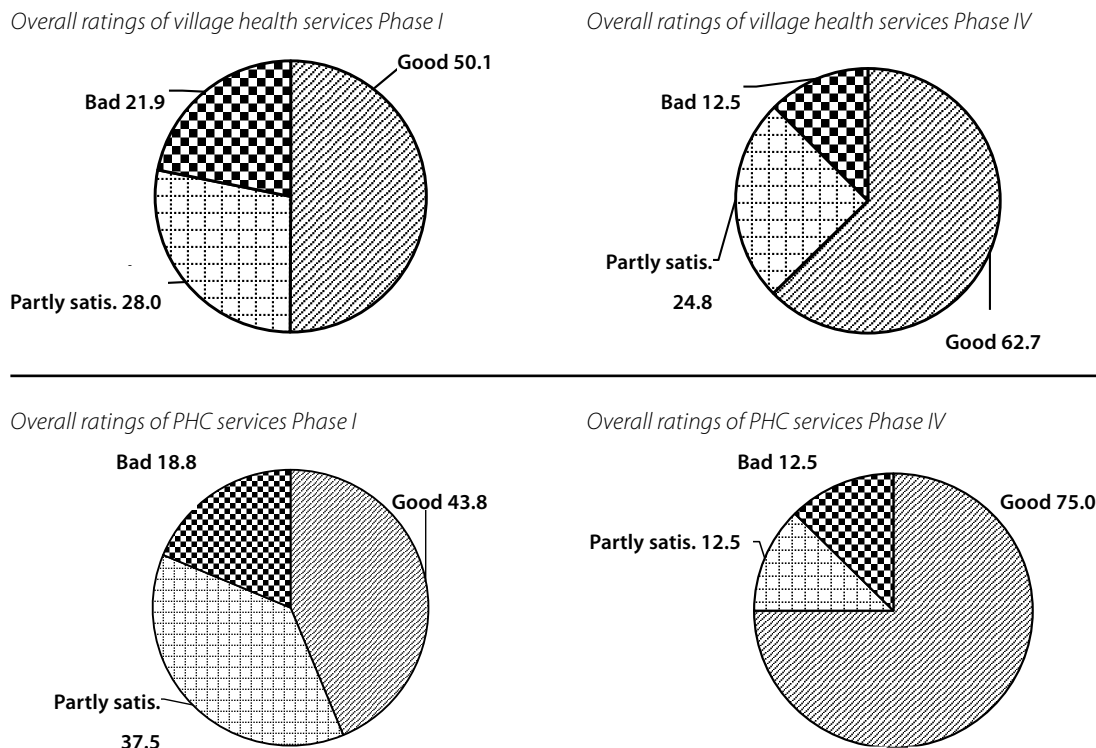 Overall ratings of village health services Phase I
Good 50.1
Bad 21.9
Partly satis. 28.0
Overall ratings of village health services Phase IV
Bad 12.5
Partly satis.
24.8
Good 62.7
Overall ratings of PHC services Phase I
Bad 18.8
Good 43.8
Partly satis.
37.5
Overall ratings of PHC services Phase IV
Bad 12.5
Good 75.0
Partly satis. 12.5